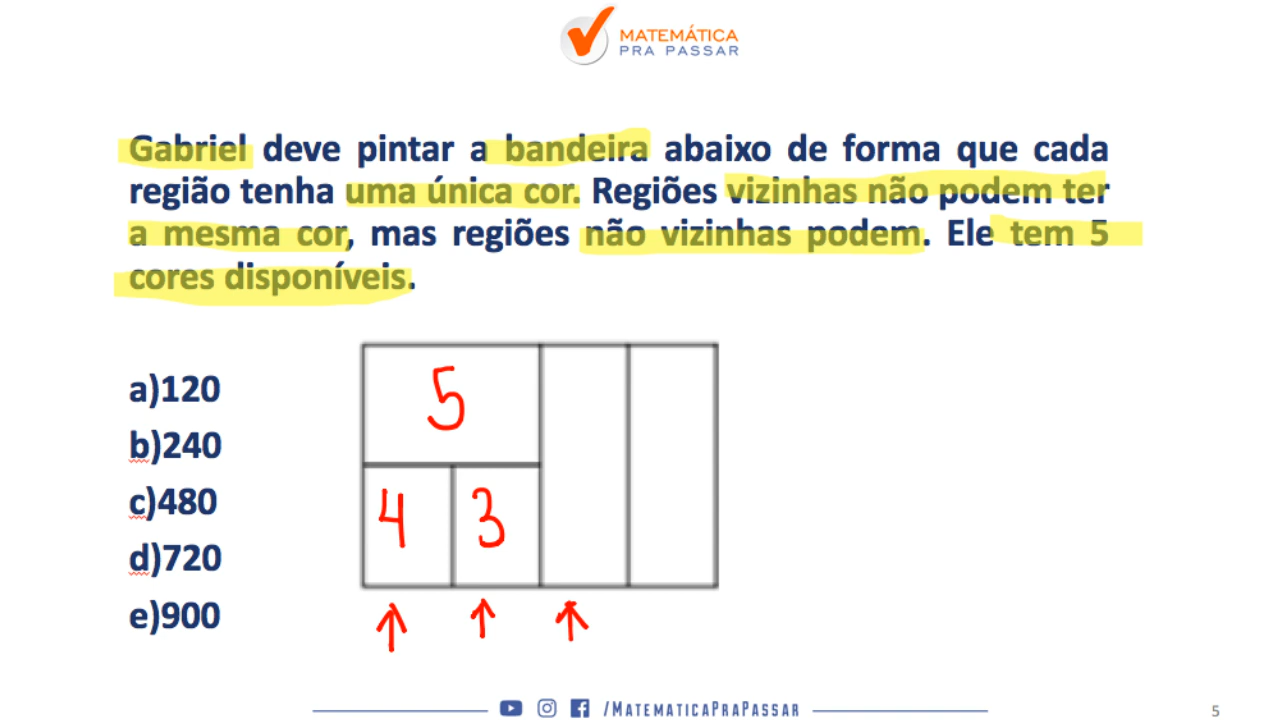 MATEMÁTICA
PRA PASSAR
Gabriel deve pintar a bandeira abaixo de forma que cada
região tenha uma única cor. Regiões vizinhas não podem ter
a mesma cor, mas regiões não vizinhas podem. Ele tem 5
cores disponíveis.
a)120
b)240
c)480
d)720
e)900
5
4 3
/MATEMATICAPRAPASSAR
5